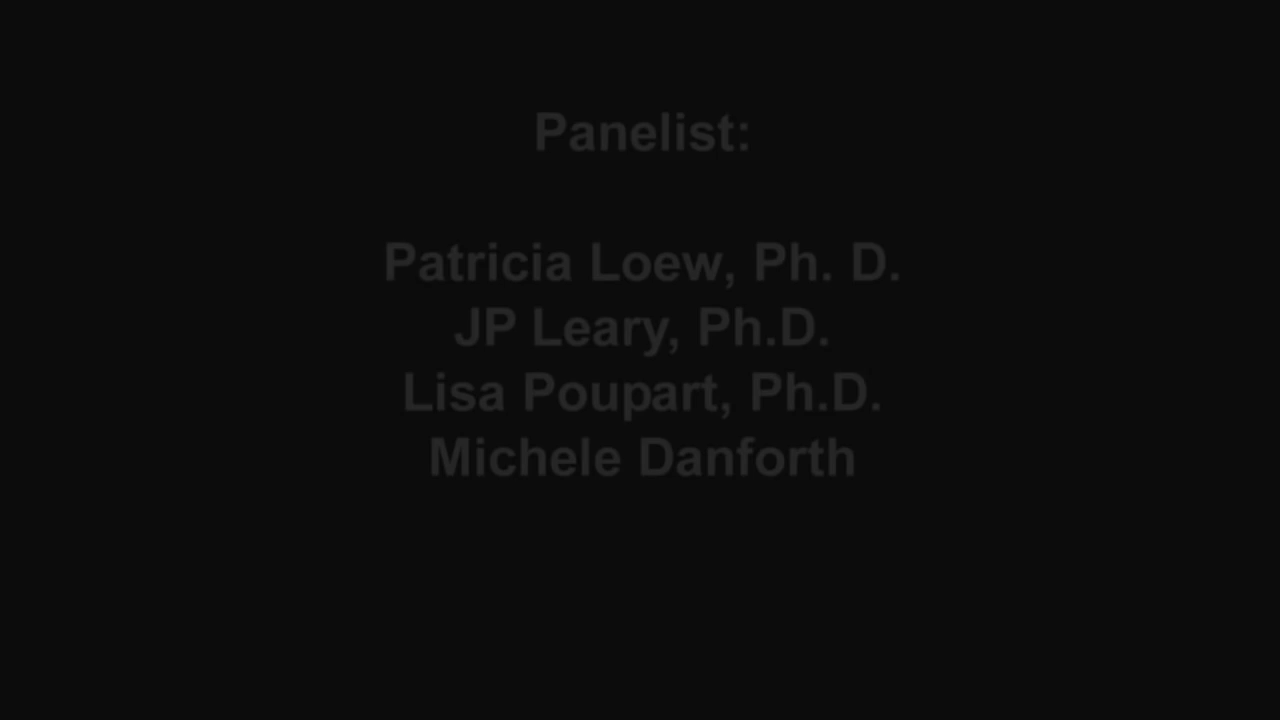 Panelist:
Patricia Loew, Ph. D.
JP Leary, Ph.D.
Lisa Poupart, Ph.D.
Michele Danforth